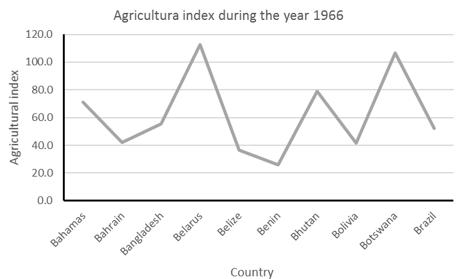 Agricultura index during the year 1966
120.0
100.0
80.0
60.0
40.0
20.0
0.0
Agricultural index
Bahamas
Bahrain
Bangladesh
Belarus
Belize
Benin
Bhutan
Bolivia
Botswana
Brazil
Country